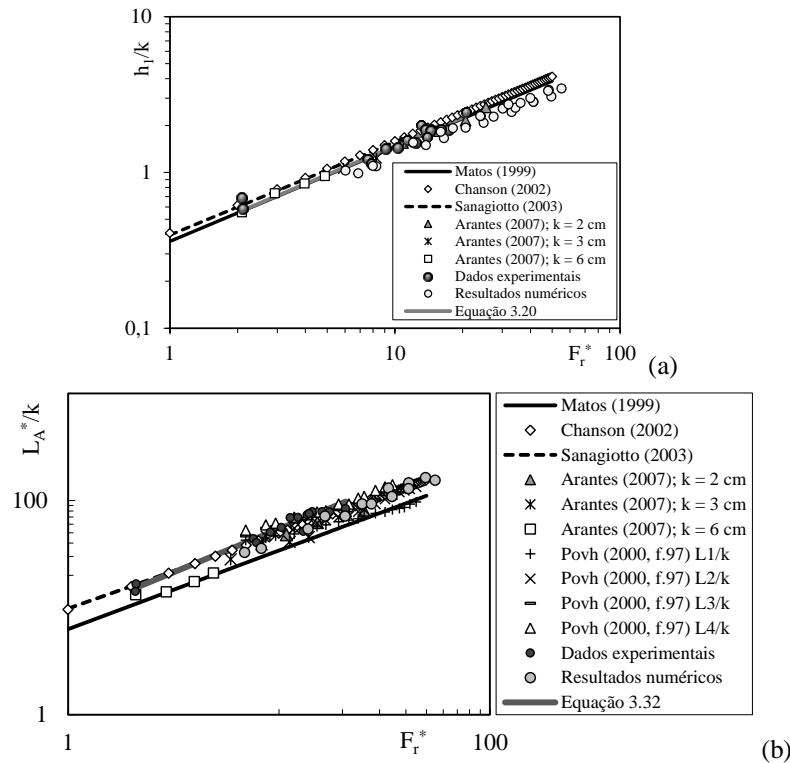 10
h₁/k
1
0,1
Matos (1999)
Chanson (2002)
Sanagiotto (2003)
Arantes (2007); k = 2 cm
Arantes (2007); k = 3 cm
Arantes (2007); k = 6 cm
Dados experimentais
Resultados numéricos
Equação 3.20
1
10
Fr*
100
(a)
LA*/k
100
1
1
Fr*
100
Matos (1999)
Chanson (2002)
Sanagiotto (2003)
Arantes (2007); k = 2 cm
Arantes (2007); k = 3 cm
Arantes (2007); k = 6 cm
Povh (2000, f.97) L1/k
Povh (2000, f.97) L2/k
Povh (2000, f.97) L3/k
Povh (2000, f.97) L4/k
Dados experimentais
Resultados numéricos
Equação 3.32
(b)